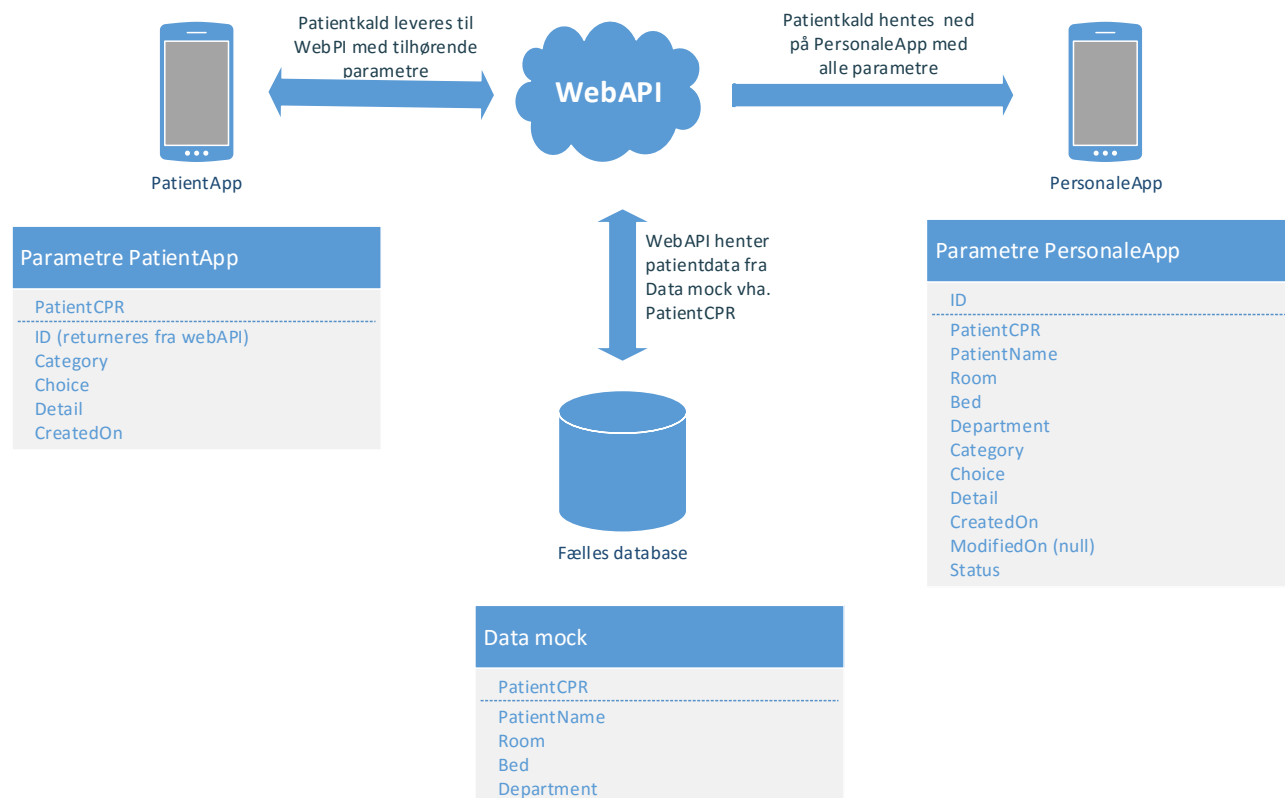 Patientkald leveres til
WebPI med tilhørende
parametre
WebAPI
Patientkald hentes ned
på PersonaleApp med
alle parametre
PatientApp
PersonaleApp
Parametre PatientApp
PatientCPR
ID (returneres fra webAPI)
Category
Choice
Detail
CreatedOn
WebAPI henter
patientdata fra
Data mock vha.
PatientCPR
Parametre PersonaleApp
ID
PatientCPR
PatientName
Room
Bed
Department
Category
Choice
Detail
CreatedOn
ModifiedOn (null)
Status
Fælles database
Data mock
PatientCPR
PatientName
Room
Bed
Department